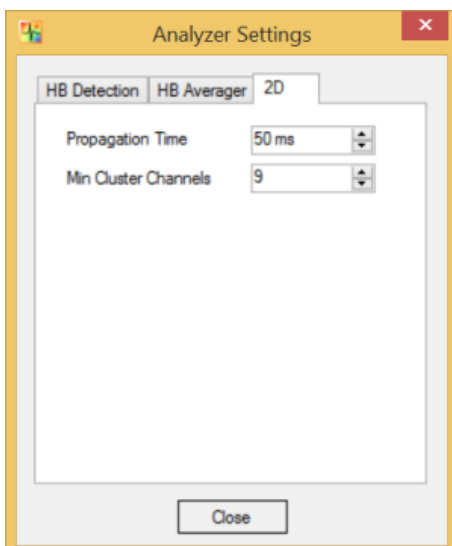 Analyzer Settings
HB Detection HB Averager 2D
Propagation Time 50 ms
Min Cluster Channels 9
Close